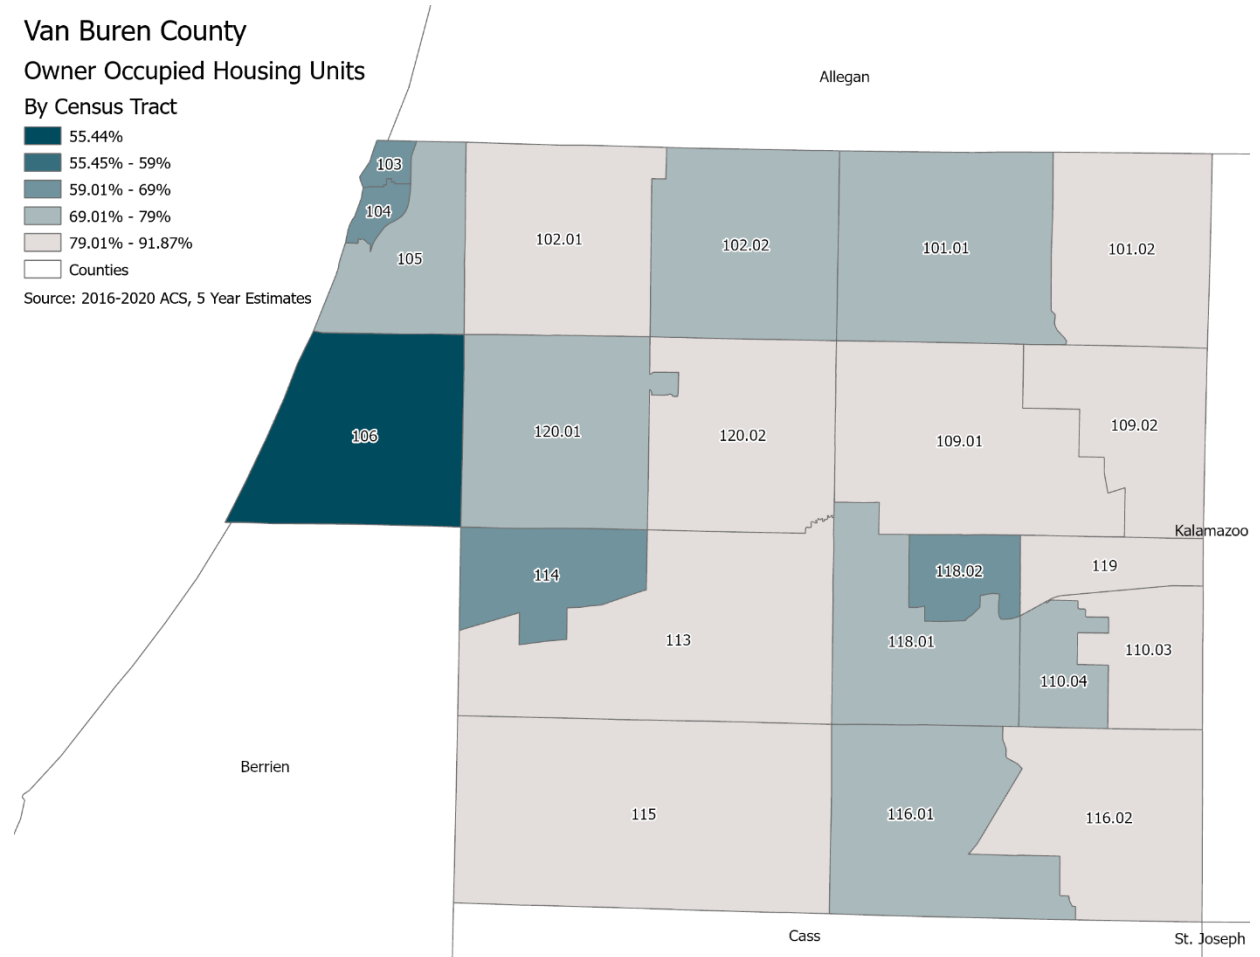 Van Buren County
Owner Occupied Housing Units
By Census Tract
55.44%
55.45% - 59%
59.01% - 69%
69.01% - 79%
79.01% - 91.87%
Counties
Source: 2016-2020 ACS, 5 Year Estimates
Allegan
103
104
105
102.01
102.02
101.01
101.02
106
120.01
120.02
109.01
109.02
Kalamazoo
114
118.02
119
113
118.01
110.03
110.04
Berrien
115
116.01
116.02
Cass
St. Joseph